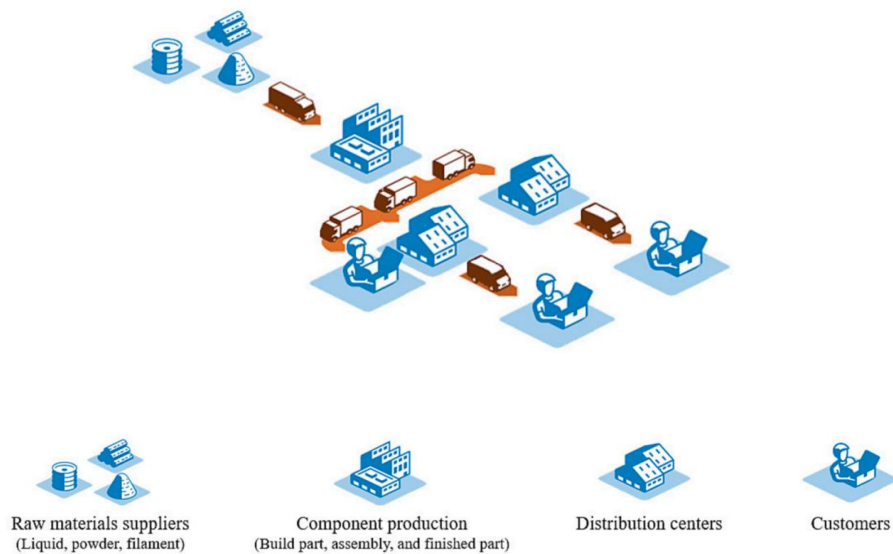 Raw materials suppliers
(Liquid, powder, filament)
Component production
(Build part, assembly, and finished part)
Distribution centers
Customers